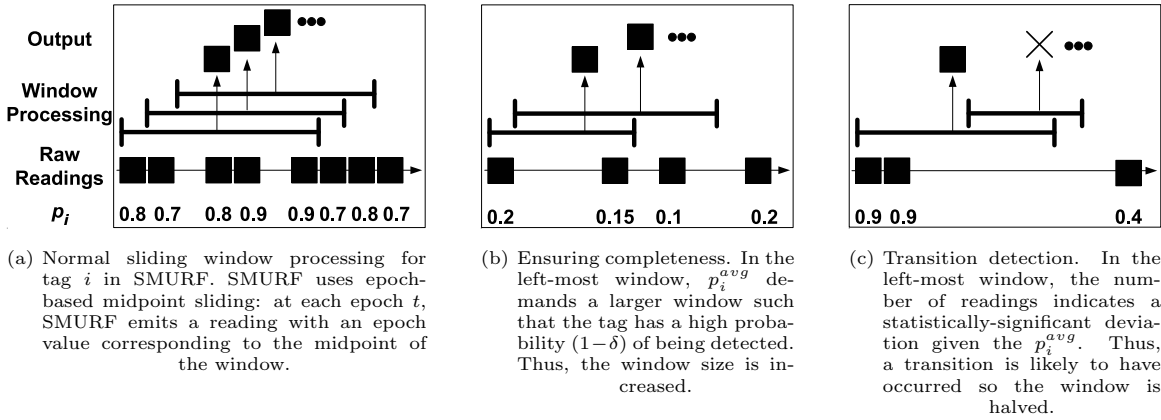 Output
Window
Processing
Raw
Readings
p_i
0.8 0.7 0.8 0.9 0.9 0.7 0.8 0.7
0.2 0.15 0.1 0.2
0.9 0.9 0.4
(a) Normal sliding window processing for
tag i in SMURF. SMURF uses epoch-
based midpoint sliding: at each epoch t,
SMURF emits a reading with an epoch
value corresponding to the midpoint of
the window.
(b) Ensuring completeness. In the
left-most window, p_i^{avg} de-
mands a larger window such
that the tag has a high proba-
bility (1−δ) of being detected.
Thus, the window size is in-
creased.
(c) Transition detection. In the
left-most window, the num-
ber of readings indicates a
statistically-significant devia-
tion given the p_i^{avg}. Thus,
a transition is likely to have
occurred so the window is
halved.